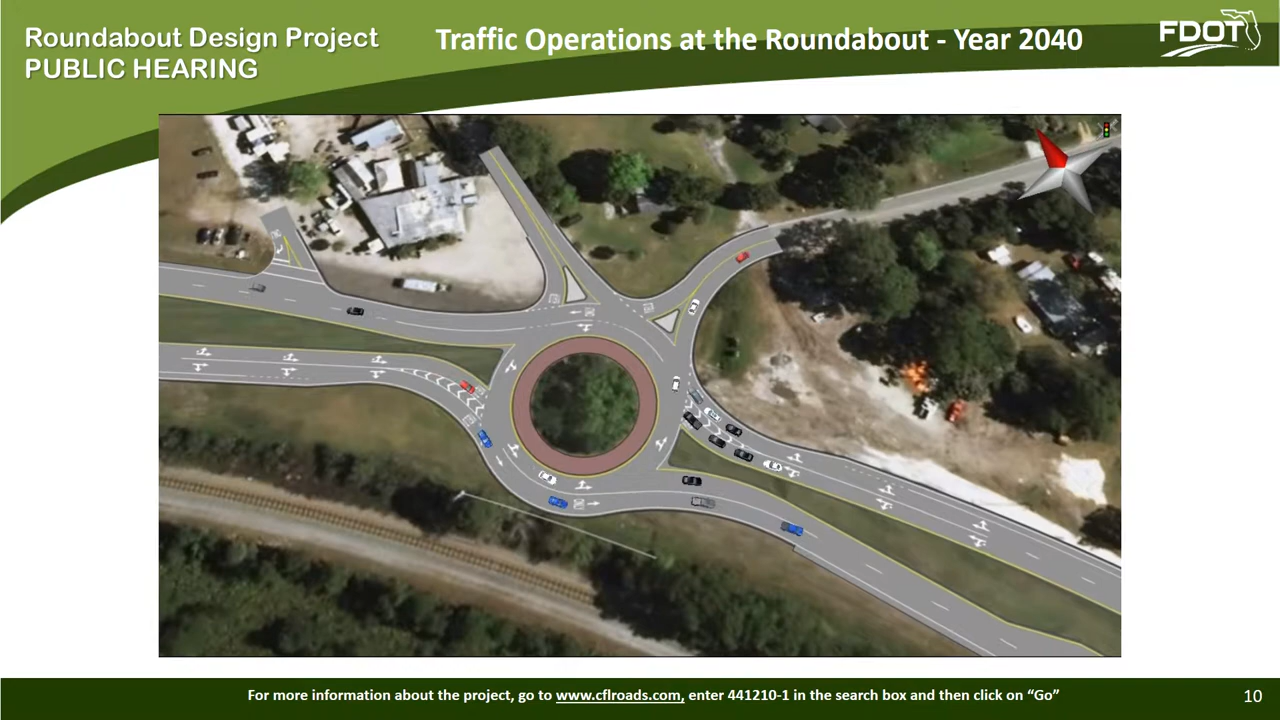 Roundabout Design Project
PUBLIC HEARING
Traffic Operations at the Roundabout - Year 2040
FDOT
For more information about the project, go to www.cflroads.com, enter 441210-1 in the search box and then click on “Go”
10